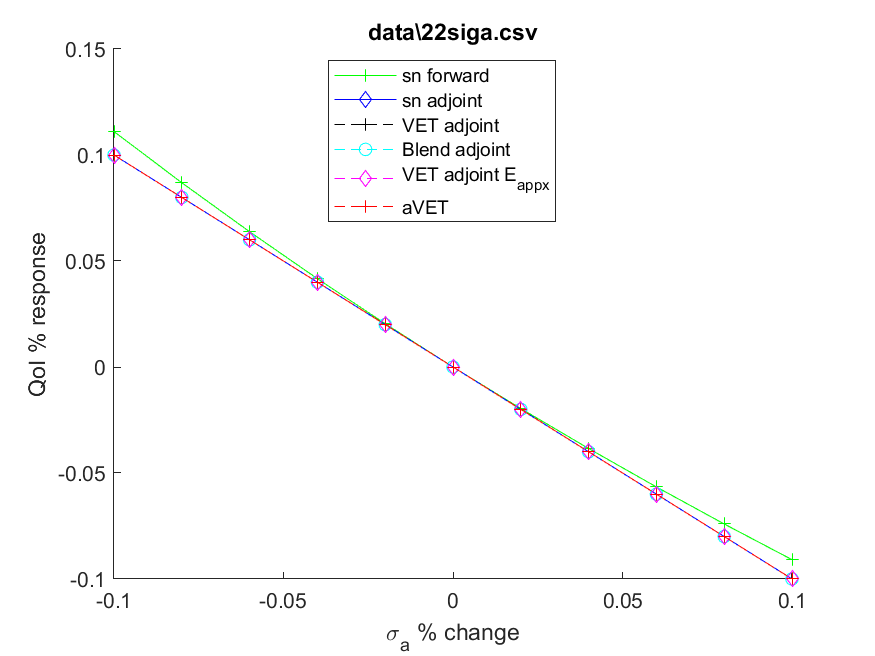 data\22siga.csv
0.15
0.1
0.05
0
-0.05
-0.1
QoI % response
sn forward
sn adjoint
VET adjoint
Blend adjoint
VET adjoint E_appx
aVET
-0.1
-0.05
0
0.05
0.1
σ_a % change